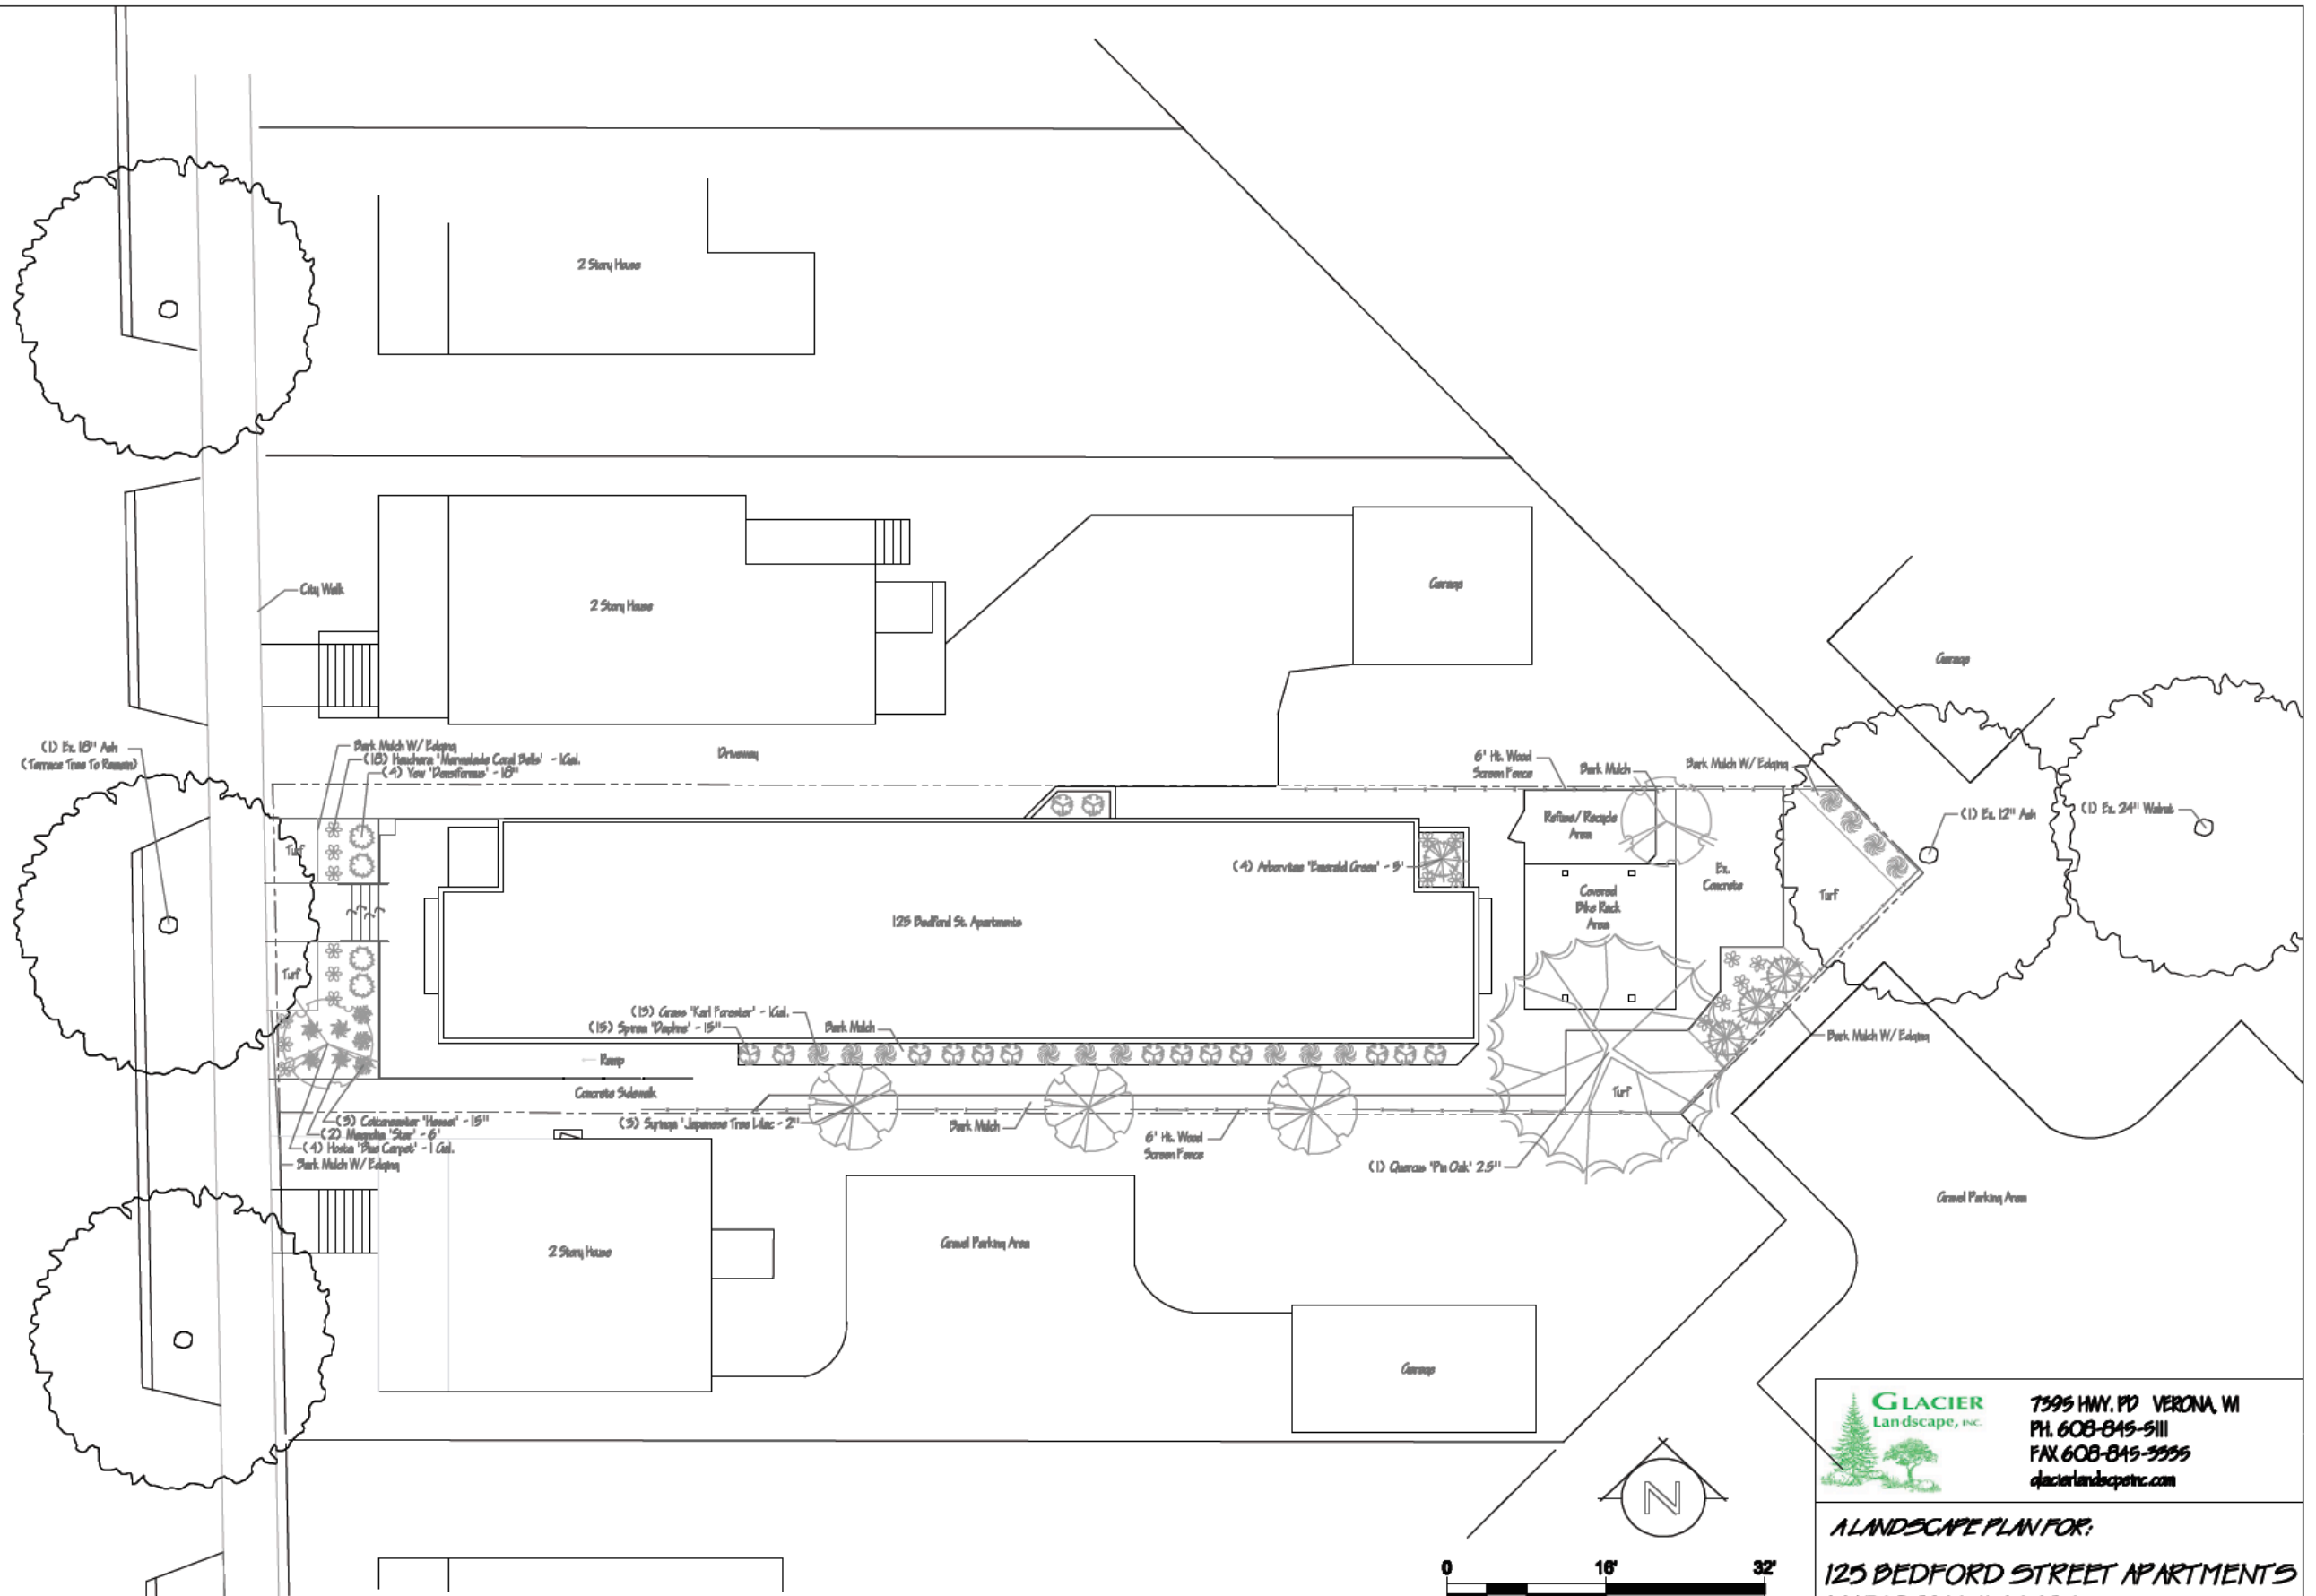 2 Story House
City Walk
2 Story House
Garage
Garage
(1) Ex. 18" Ash
(Terrace Tree To Remain)
Bark Mulch W/ Edging
(18) Heuchera 'Marmalade Coral Bells' - 1Gal.
(4) Yew 'Densiformus' - 18"
Driveway
6' Ht. Wood
Screen Fence
Bark Mulch
Bark Mulch W/ Edging
Refuse/ Recycle
Area
(1) Ex. 12" Ash
(1) Ex. 24" Walnut
Turf
(4) Arborvitae 'Emerald Green' - 5'
Ex.
Concrete
Covered
Bike Rack
Area
Turf
125 Bedford St. Apartments
Turf
(13) Grass 'Karl Forester' - 1Gal.
(15) Spirea 'Daphne' - 15"
Bark Mulch
Bark Mulch W/ Edging
Ramp
Concrete Sidewalk
Turf
(3) Cotoneaster 'Hessei' - 15"
(2) Magnolia 'Star' - 6'
(4) Hosta 'Blue Carpet' - 1 Gal.
Bark Mulch W/ Edging
(3) Syringa 'Japanese Tree Lilac - 2"
Bark Mulch
6' Ht. Wood
Screen Fence
(1) Quercus 'Pin Oak' 2.5"
2 Story House
Gravel Parking Area
Gravel Parking Area
Garage
N
0 16' 32'
GLACIER
Landscape, INC.
7395 HWY. PD VERONA, WI
PH. 608-845-5111
FAX 608-845-3335
glacierlandscpeinc.com
A LANDSCAPE PLAN FOR:
125 BEDFORD STREET APARTMENTS